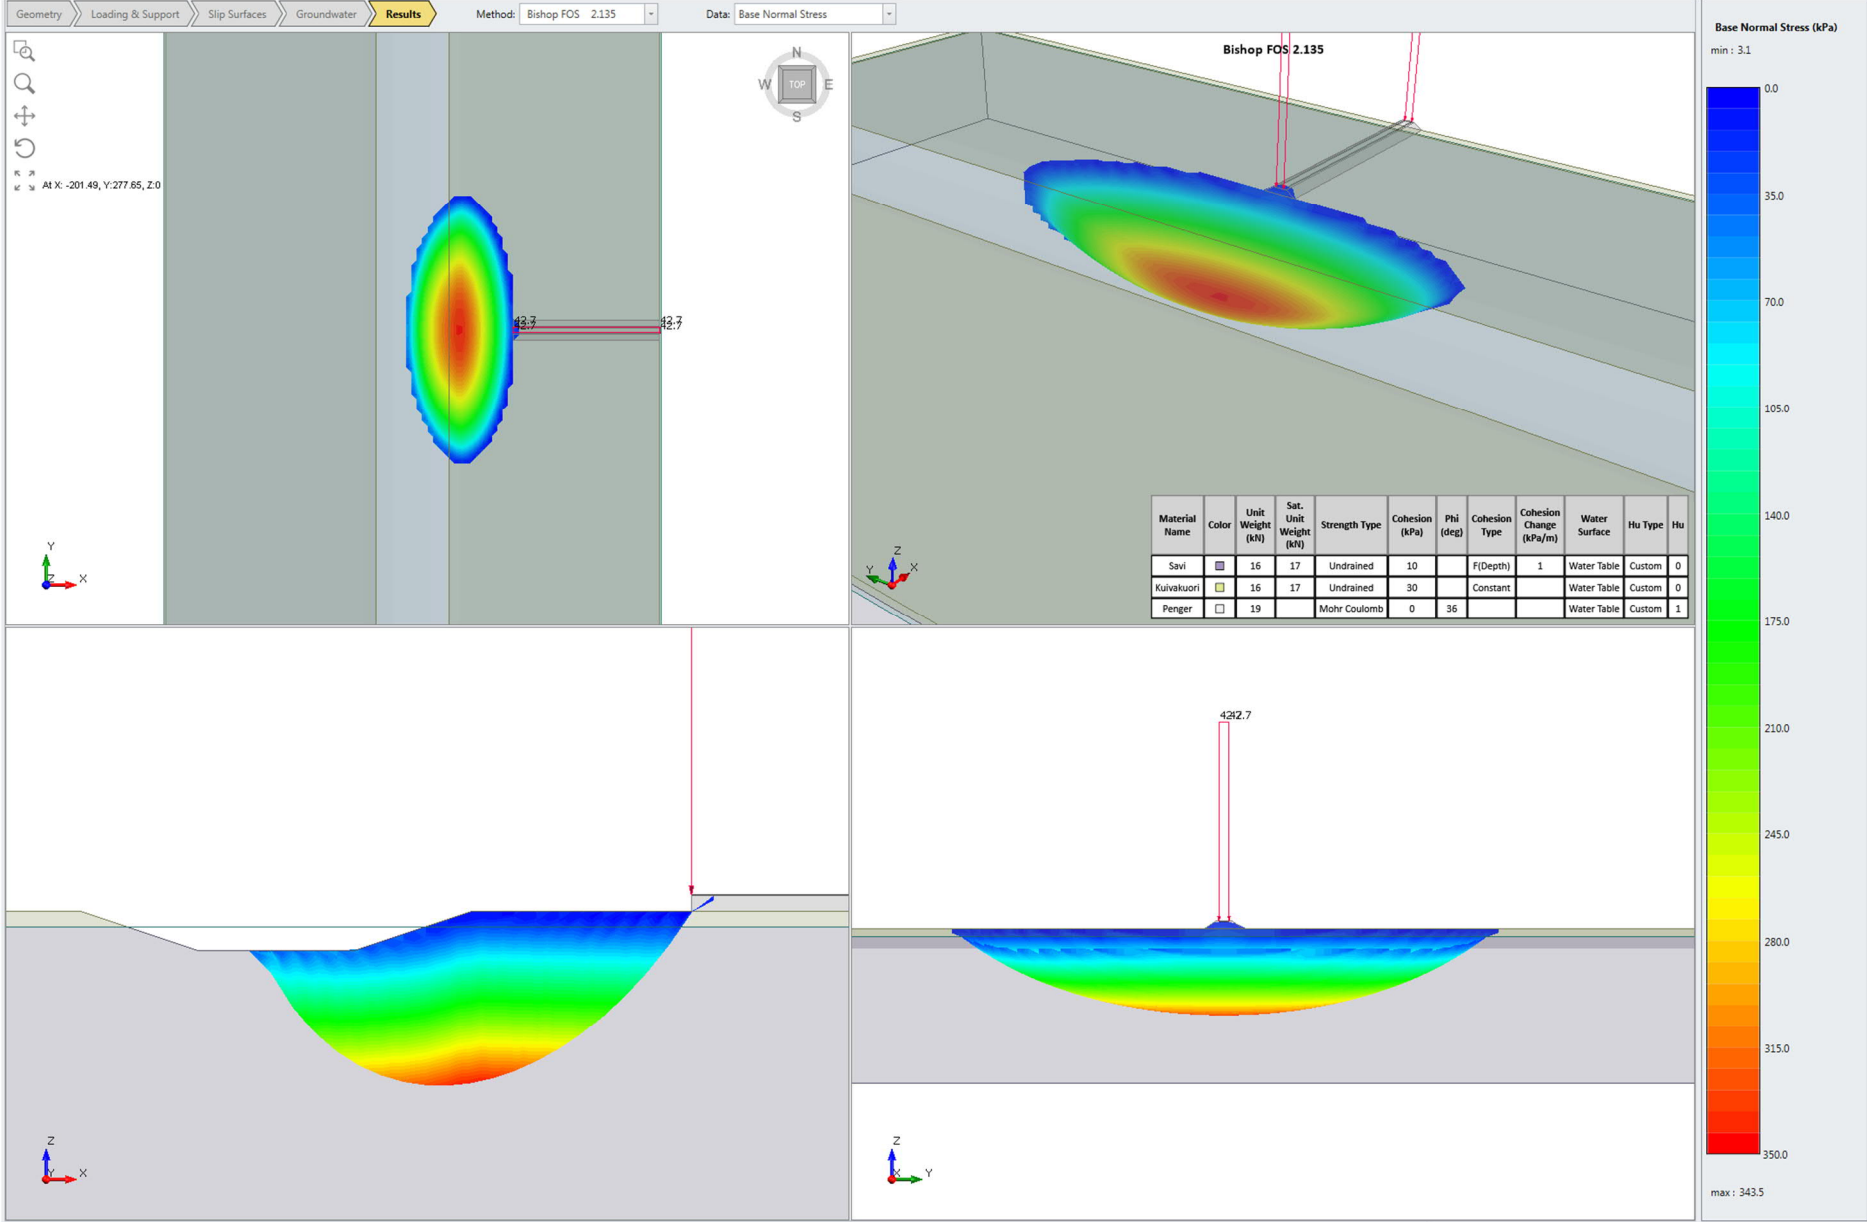 Geometry Loading & Support Slip Surfaces Groundwater Results Method: Bishop FOS 2.135 Data: Base Normal Stress
At X: -201.49, Y:277.65, Z:0
N
W TOP E
S
42.7 42.7
42.7
Y
Z X
Bishop FOS 2.135
Z
Y X
Material Name Color Unit Weight (kN) Sat. Unit Weight (kN) Strength Type Cohesion (kPa) Phi (deg) Cohesion Type Cohesion Change (kPa/m) Water Surface Hu Type Hu
Savi 16 17 Undrained 10 F(Depth) 1 Water Table Custom 0
Kuivakuori 16 17 Undrained 30 Constant Water Table Custom 0
Penger 19 Mohr Coulomb 0 36 Water Table Custom 1
Z
Y X
42.7
Z
X Y
Base Normal Stress (kPa)
min : 3.1
0.0
35.0
70.0
105.0
140.0
175.0
210.0
245.0
280.0
315.0
350.0
max : 343.5